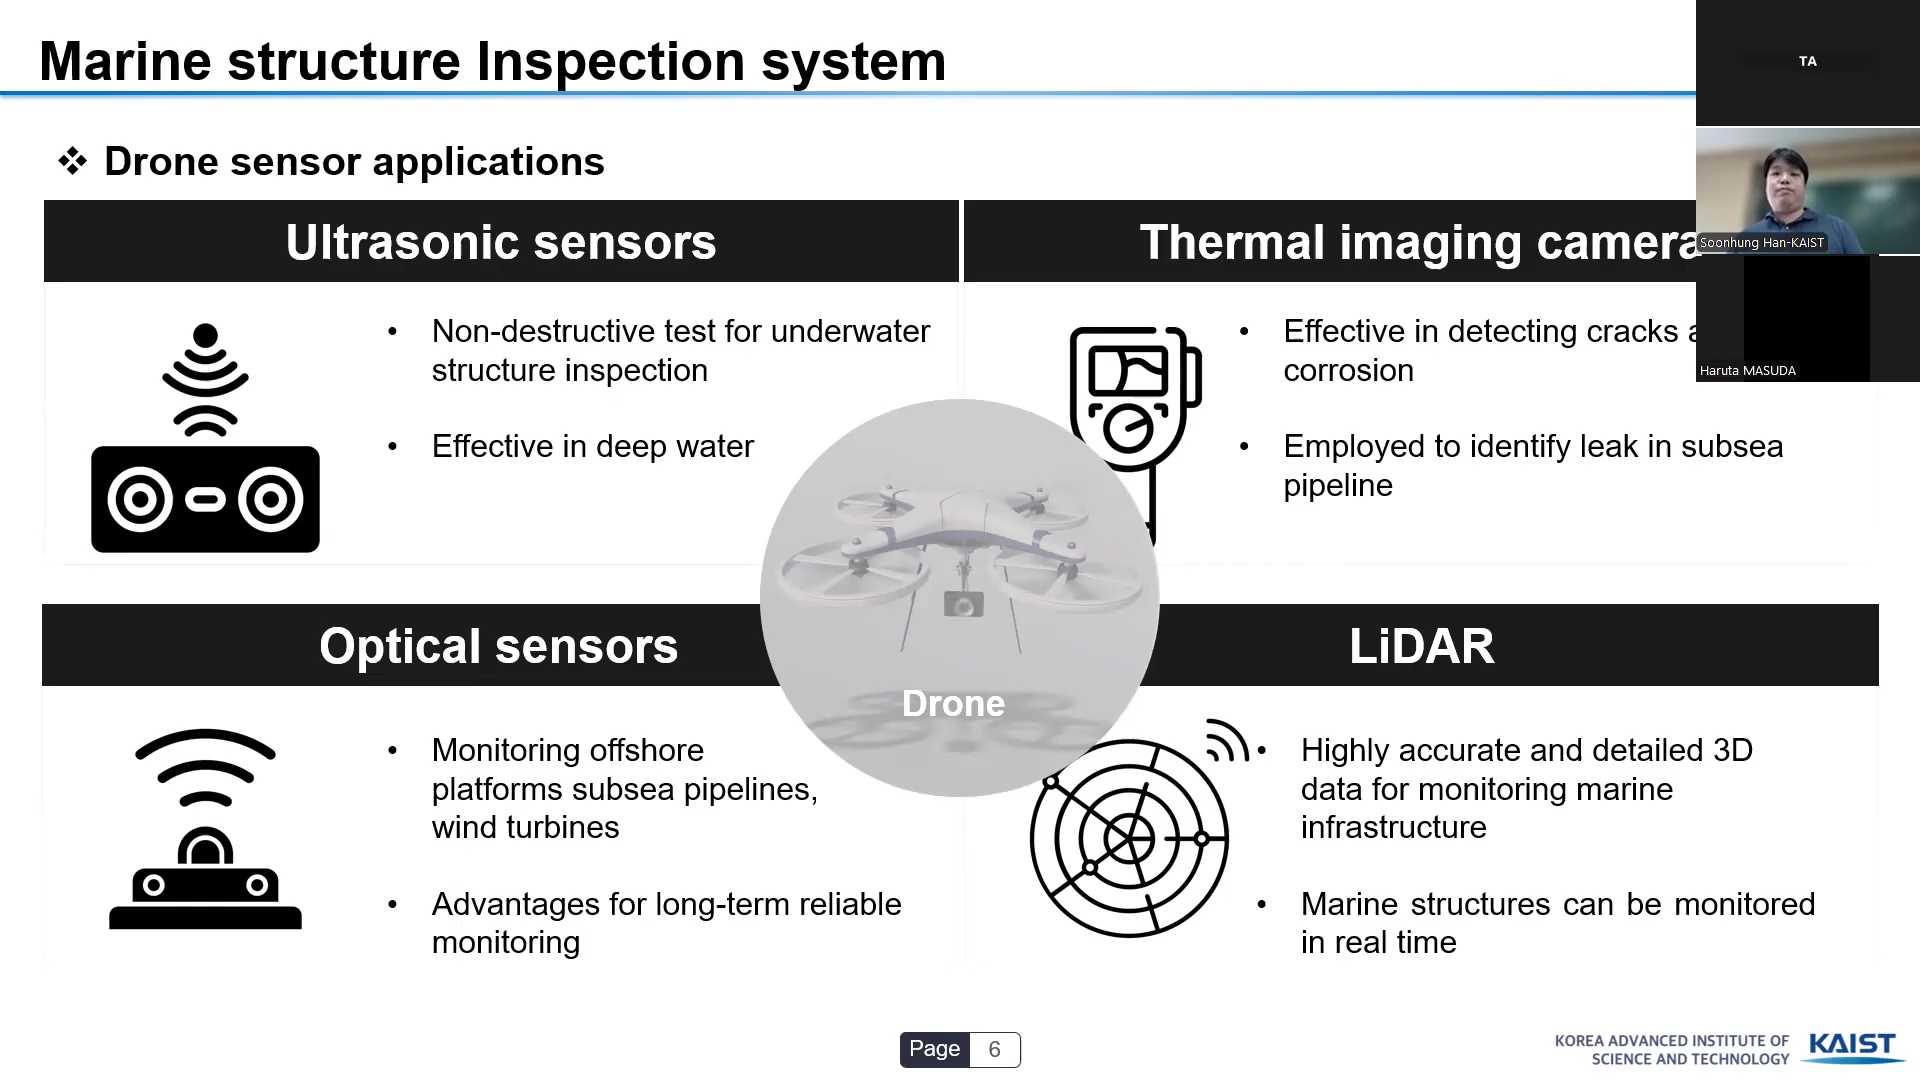 Marine structure Inspection system
TA
Soonhung Han-KAIST
Haruta MASUDA
❖ Drone sensor applications
Ultrasonic sensors
• Non-destructive test for underwater
structure inspection
• Effective in deep water
Thermal imaging camera
• Effective in detecting cracks
corrosion
• Employed to identify leak in subsea
pipeline
Drone
Optical sensors
• Monitoring offshore
platforms subsea pipelines,
wind turbines
• Advantages for long-term reliable
monitoring
LiDAR
• Highly accurate and detailed 3D
data for monitoring marine
infrastructure
• Marine structures can be monitored
in real time
Page 6
KOREA ADVANCED INSTITUTE OF
SCIENCE AND TECHNOLOGY
KAIST